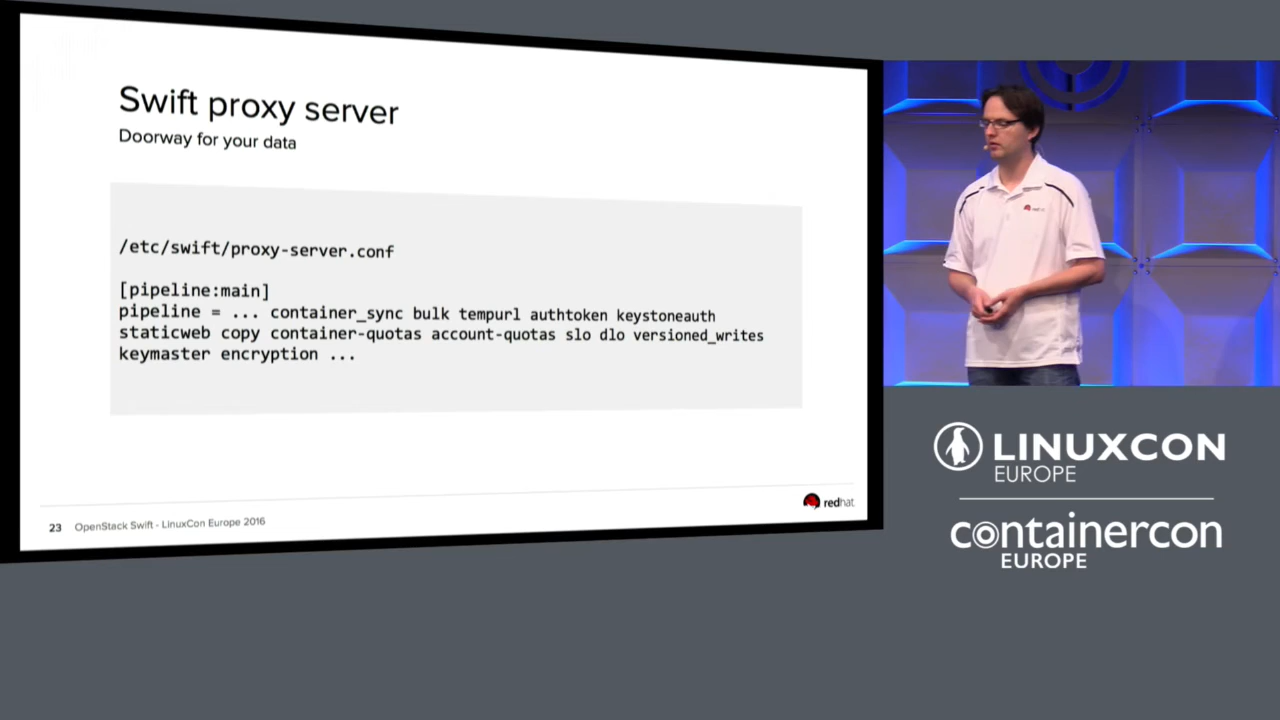 Swift proxy server
Doorway for your data
/etc/swift/proxy-server.conf
[pipeline:main]
pipeline = ... container_sync bulk tempurl authtoken keystoneauth
staticweb copy container-quotas account-quotas slo dlo versioned_writes
keymaster encryption ...
23 OpenStack Swift - LinuxCon Europe 2016
redhat
LINUXCON
EUROPE
containercon
EUROPE